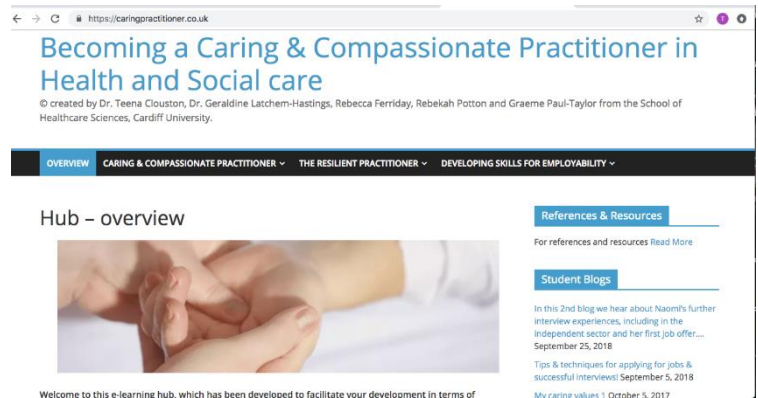 https://caringpractitioner.co.uk
T
Becoming a Caring & Compassionate Practitioner in
Health and Social care
© created by Dr. Teena Clouston, Dr. Geraldine Latchem-Hastings, Rebecca Ferriday, Rebekah Potton and Graeme Paul-Taylor from the School of
Healthcare Sciences, Cardiff University.
OVERVIEW CARING & COMPASSIONATE PRACTITIONER THE RESILIENT PRACTITIONER DEVELOPING SKILLS FOR EMPLOYABILITY
Hub – overview
Welcome to this e-learning hub, which has been developed to facilitate your development in terms of
References & Resources
For references and resources Read More
Student Blogs
In this 2nd blog we hear about Naomi's further
interview experiences, including in the
independent sector and her first job offer....
September 25, 2018
Tips & techniques for applying for jobs &
successful interviews! September 5, 2018
My caring values 1 October 5, 2017